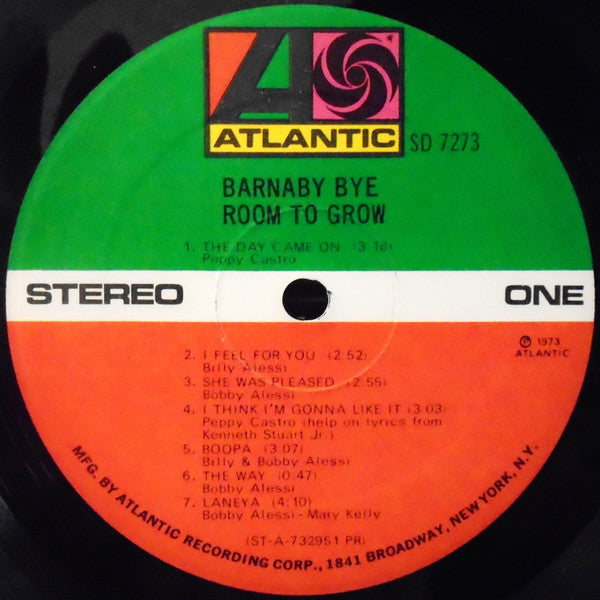 ATLANTIC
SD 7273
BARNABY BYE
ROOM TO GROW
1. THE DAY CAME ON (3:18)
Peppy Castro
STEREO
ONE
℗ 1973
ATLANTIC
2. I FEEL FOR YOU (2:52)
Billy Alessi
3. SHE WAS PLEASED (2:55)
Bobby Alessi
4. I THINK I'M GONNA LIKE IT (3:03)
Peppy Castro (help on lyrics from
Kenneth Stuart Jr.)
5. BOOPA (3:07)
Billy & Bobby Alessi
6. THE WAY (0:47)
Bobby Alessi
7. LANEYA (4:10)
Bobby Alessi - Mary Kelly
(ST-A-732951 PR)
MFG. BY ATLANTIC RECORDING CORP., 1841 BROADWAY, NEW YORK, N.Y.